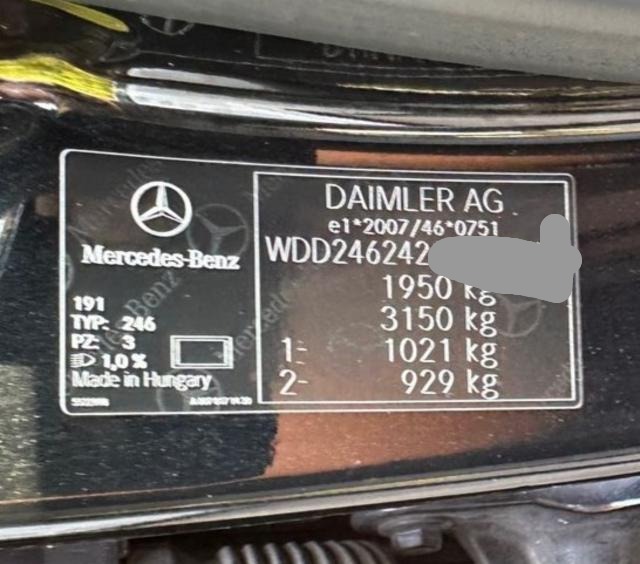 Mercedes-Benz
191
TYP: 246
PZ: 3
1,0 %
Made in Hungary
DAIMLER AG
e1*2007/46*0751
WDD246242
1950 kg
3150 kg
1- 1021 kg
2- 929 kg